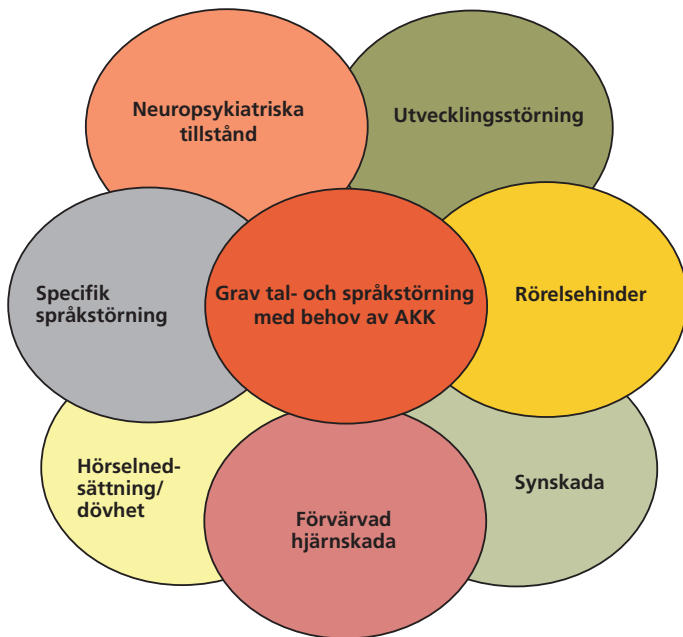 Neuropsykiatriska
tillstånd
Utvecklingsstörning
Specifik
språkstörning
Grav tal- och språkstörning
med behov av AKK
Rörelsehinder
Hörselned-
sättning/
dövhet
Förvärvad
hjärnskada
Synskada